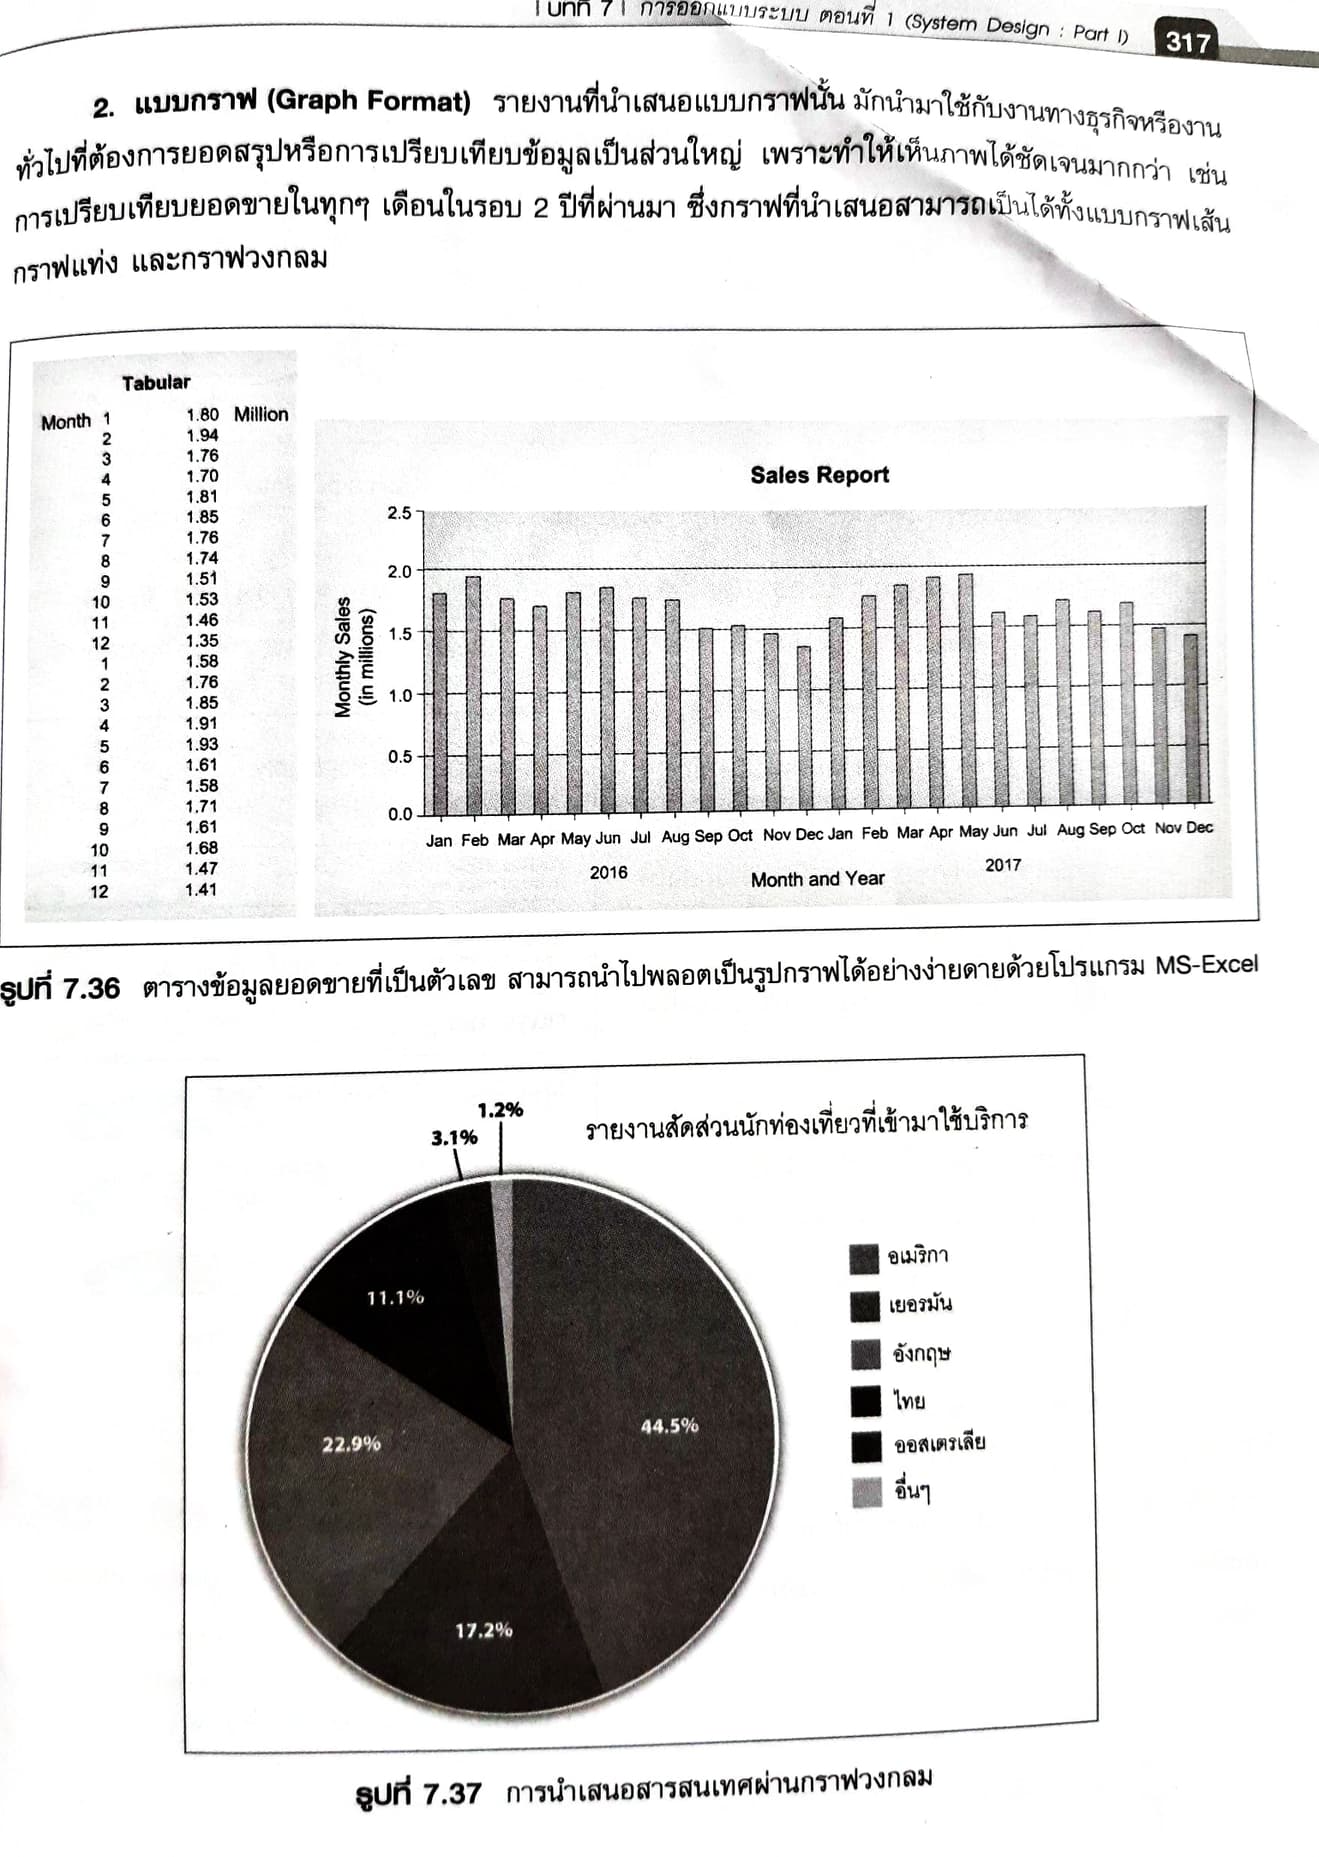 | บทที่ 7 | การออกแบบระบบ ตอนที่ 1 (System Design : Part I) 317
2. แบบกราฟ (Graph Format) รายงานที่นำเสนอแบบกราฟนั้น มักนำมาใช้กับงานทางธุรกิจหรืองาน
ทั่วไปที่ต้องการยอดสรุปหรือการเปรียบเทียบข้อมูลเป็นส่วนใหญ่ เพราะทำให้เห็นภาพได้ชัดเจนมากกว่า เช่น
การเปรียบเทียบยอดขายในทุกๆ เดือนในรอบ 2 ปีที่ผ่านมา ซึ่งกราฟที่นำเสนอสามารถเป็นได้ทั้งแบบกราฟเส้น
กราฟแท่ง และกราฟวงกลม
Tabular
Month 1 1.80 Million
2 1.94
3 1.76
4 1.70
5 1.81
6 1.85
7 1.76
8 1.74
9 1.51
10 1.53
11 1.46
12 1.35
1 1.58
2 1.76
3 1.85
4 1.91
5 1.93
6 1.61
7 1.58
8 1.71
9 1.61
10 1.68
11 1.47
12 1.41
Sales Report
Monthly Sales
(in millions)
2.5
2.0
1.5
1.0
0.5
0.0
Jan Feb Mar Apr May Jun Jul Aug Sep Oct Nov Dec Jan Feb Mar Apr May Jun Jul Aug Sep Oct Nov Dec
2016 2017
Month and Year
รูปที่ 7.36 ตารางข้อมูลยอดขายที่เป็นตัวเลข สามารถนำไปพลอตเป็นรูปกราฟได้อย่างง่ายดายด้วยโปรแกรม MS-Excel
รายงานสัดส่วนนักท่องเที่ยวที่เข้ามาใช้บริการ
1.2%
3.1%
11.1%
22.9%
44.5%
17.2%
อเมริกา
เยอรมัน
อังกฤษ
ไทย
ออสเตรเลีย
อื่นๆ
รูปที่ 7.37 การนำเสนอสารสนเทศผ่านกราฟวงกลม